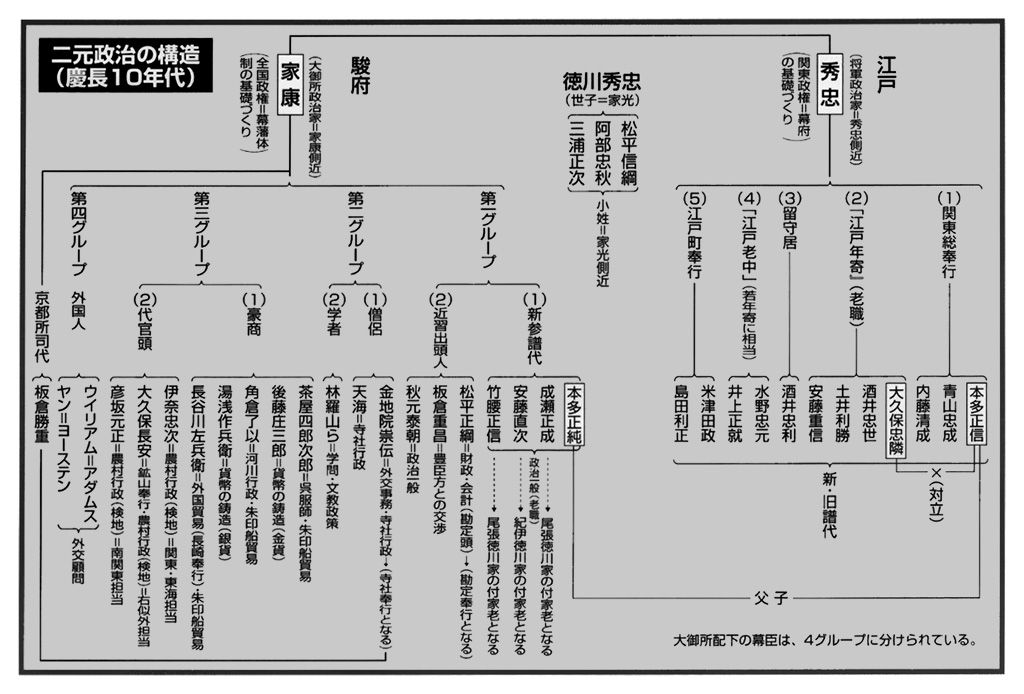 二元政治の構造
(慶長10年代)
江戸
秀忠
(将軍政治家=秀忠側近)
関東政権=幕府
の基礎づくり
(1)関東総奉行
本多正信
青山忠成
内藤清成
(2)「江戸年寄』(老職)
大久保忠隣
酒井忠世
土井利勝
安藤重信
(3)留守居
酒井忠利
(4)「江戸老中」(若年寄に相当)
水野忠元
井上正就
(5)江戸町奉行
米津田政
島田利正
×(対立)
新・旧譜代
徳川秀忠
(世子=家光)
松平信綱
阿部忠秋
三浦正次
小姓=家光側近
駿府
家康
(大御所政治家=家康側近)
全国政権=幕藩体
制の基礎づくり
第一グループ
(1)新参譜代
本多正純
成瀬正成
安藤直次
竹腰正信
政治一般(老職)
尾張徳川家の付家老となる
紀伊徳川家の付家老となる
尾張徳川家の付家老となる
(2)近習出頭人
松平正綱=財政・会計(勘定頭)→(勘定奉行となる)
板倉重昌=豊臣方との交渉
秋元泰朝=政治一般
第二グループ
(1)僧侶
金地院崇伝=外交事務・寺社行政→(寺社奉行となる)
天海=寺社行政
(2)学者
林羅山ら=学問・文教政策
第三グループ
(1)豪商
茶屋四郎次郎=呉服師・朱印船貿易
後藤庄三郎=貨幣の鋳造(金貨)
角倉了以=河川行政・朱印船貿易
湯浅作兵衛=貨幣の鋳造(銀貨)
長谷川左兵衛=外国貿易(長崎奉行)・朱印船貿易
(2)代官頭
伊奈忠次=農村行政(検地)=関東・東海担当
大久保長安=鉱山奉行・農村行政(検地)=右似外担当
彦坂元正=農村行政(検地)=南関東担当
第四グループ
外国人
ウイリアム=アダムス
ヤン=ヨーステン
外交顧問
京都所司代
板倉勝重
父子
大御所配下の幕臣は、4グループに分けられている。